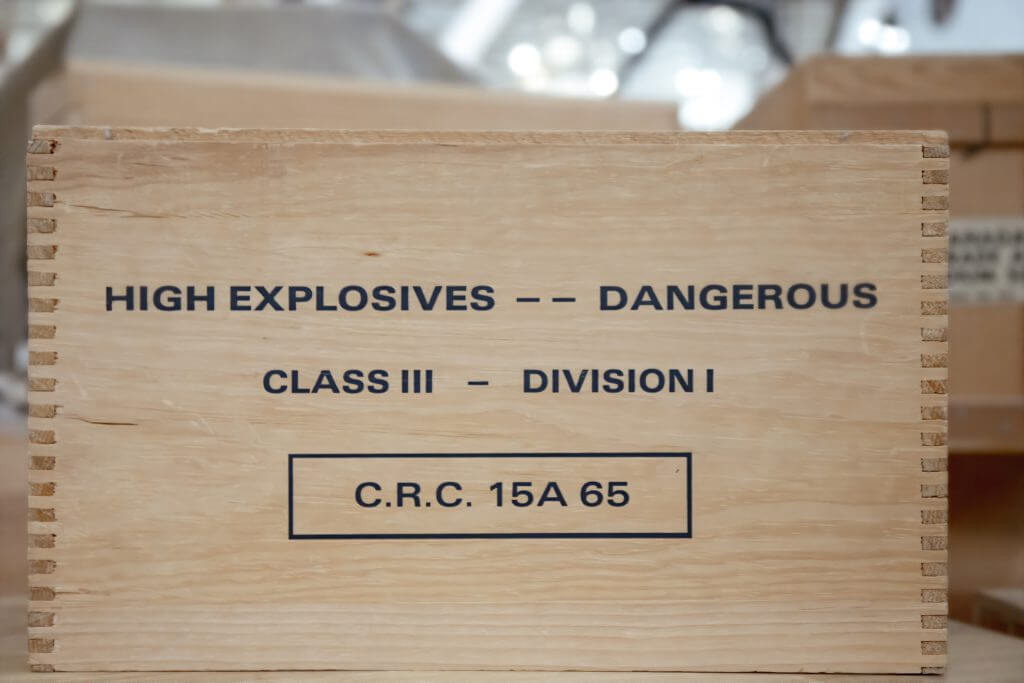 HIGH EXPLOSIVES -- DANGEROUS
CLASS III - DIVISION I
C.R.C. 15A 65